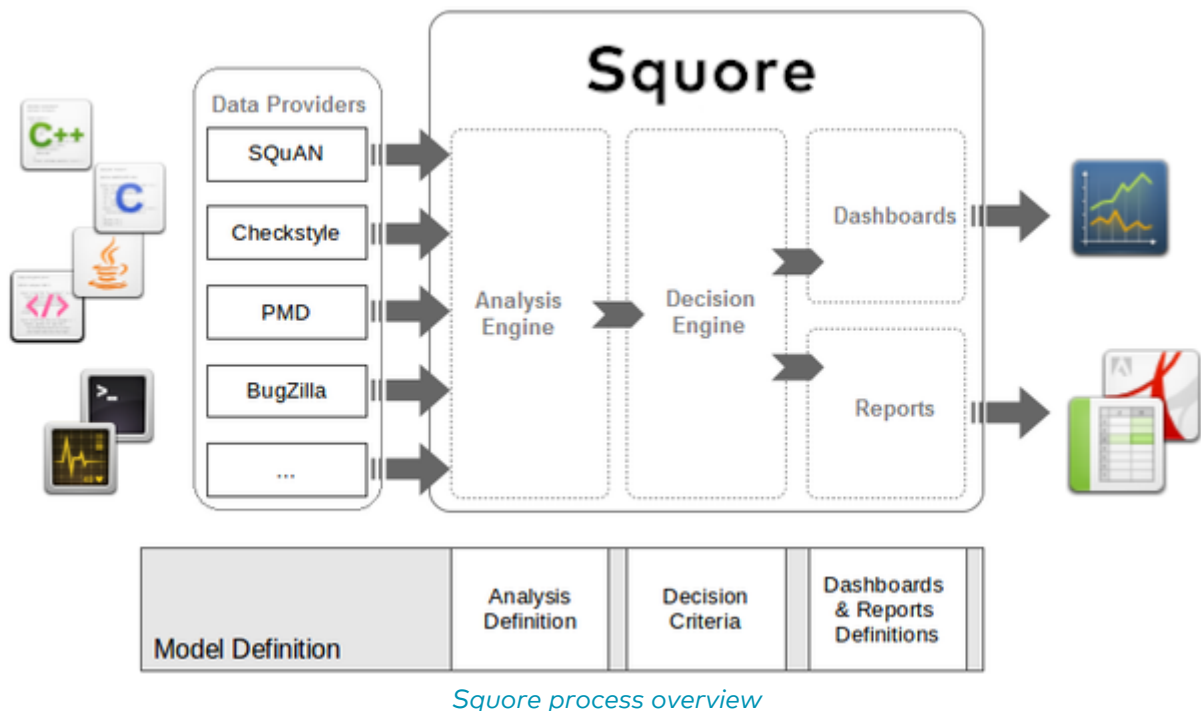 Squore
Data Providers
SQuAN
Checkstyle
PMD
BugZilla
...
C++
C
</>
>_
Analysis
Engine
Decision
Engine
Dashboards
Reports
Model Definition
Analysis
Definition
Decision
Criteria
Dashboards
& Reports
Definitions
Squore process overview